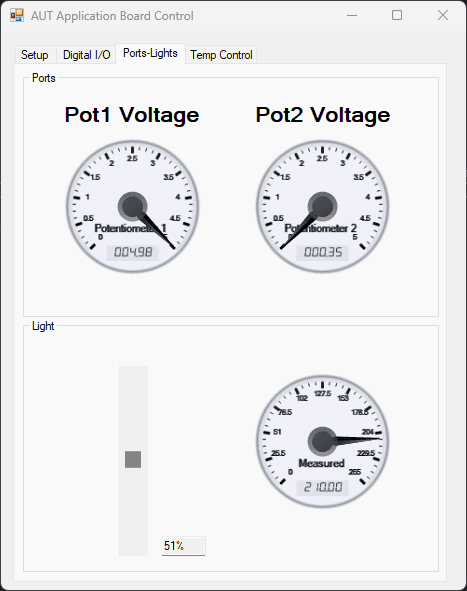 AUT Application Board Control
Setup Digital I/O Ports-Lights Temp Control
Ports
Pot1 Voltage
0 0.5 1 1.5 2 2.5 3 3.5 4 4.5 5
Potentiometer 1
004.98
Pot2 Voltage
0 0.5 1 1.5 2 2.5 3 3.5 4 4.5 5
Potentiometer 2
000.35
Light
51%
0 25.5 51 76.5 102 127.5 153 178.5 204 229.5 255
Measured
210.00